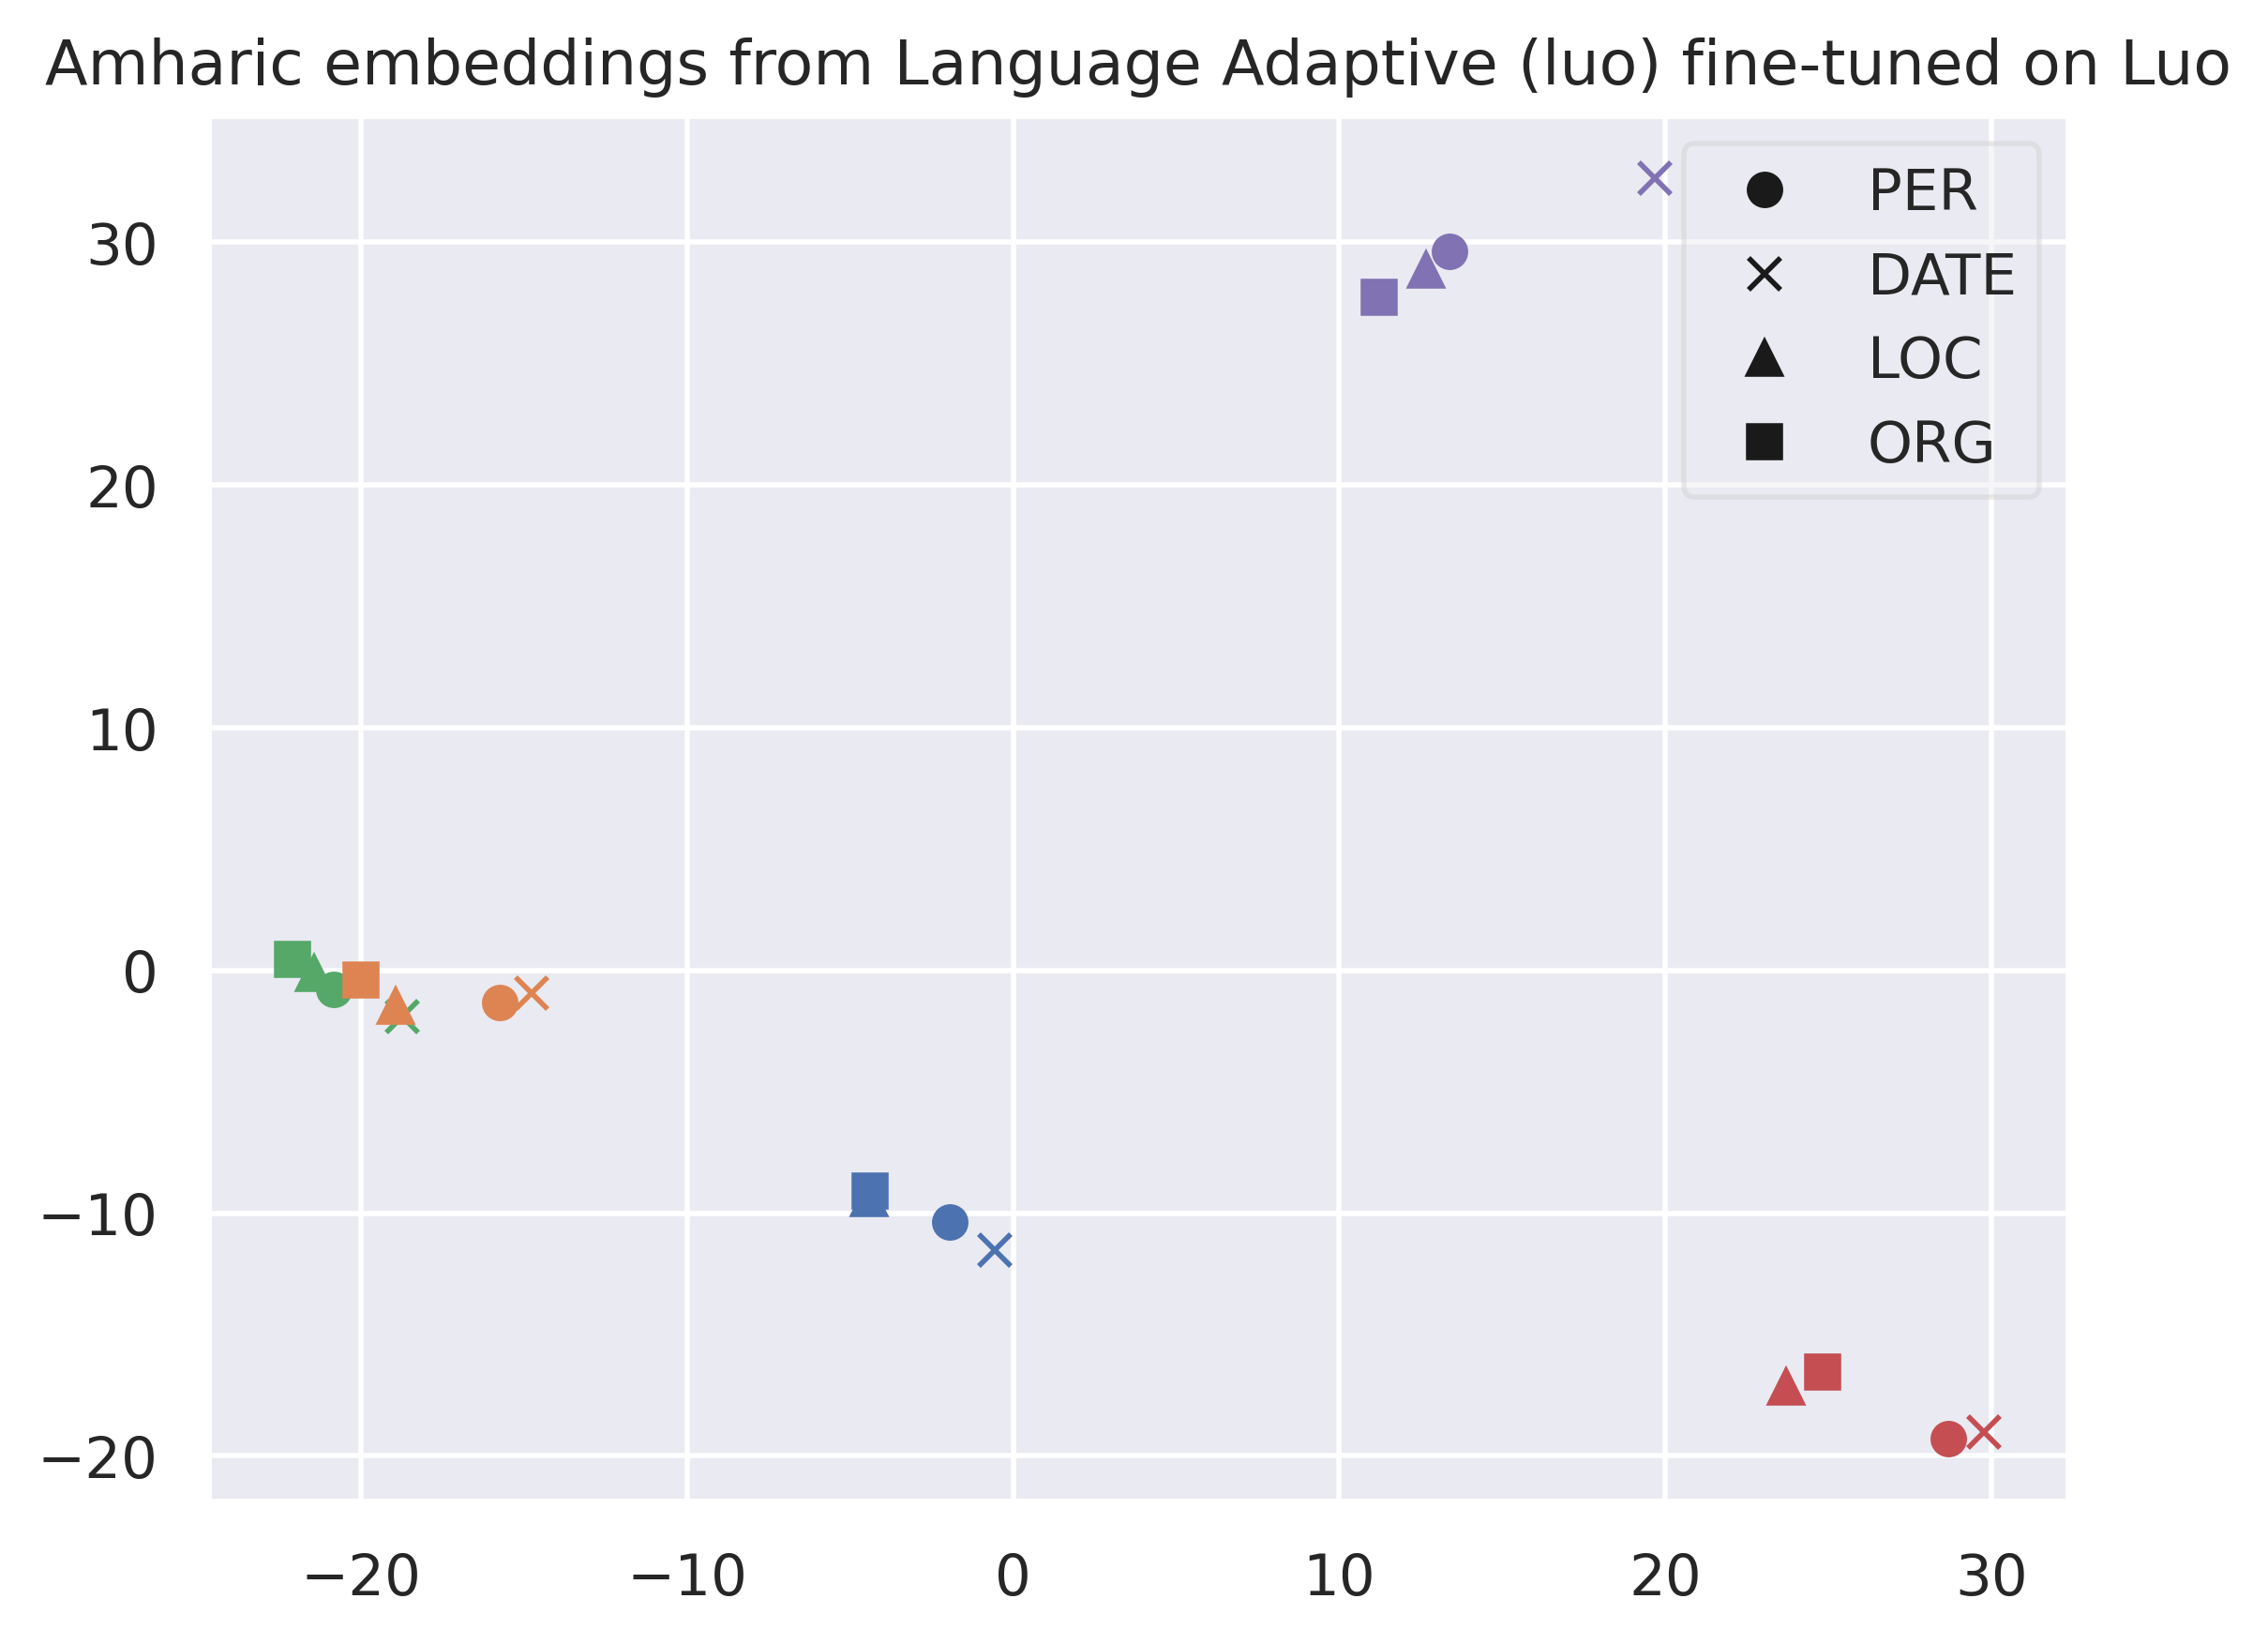 Amharic embeddings from Language Adaptive (luo) fine-tuned on Luo
PER
DATE
LOC
ORG
30
20
10
0
−10
−20
−20 −10 0 10 20 30